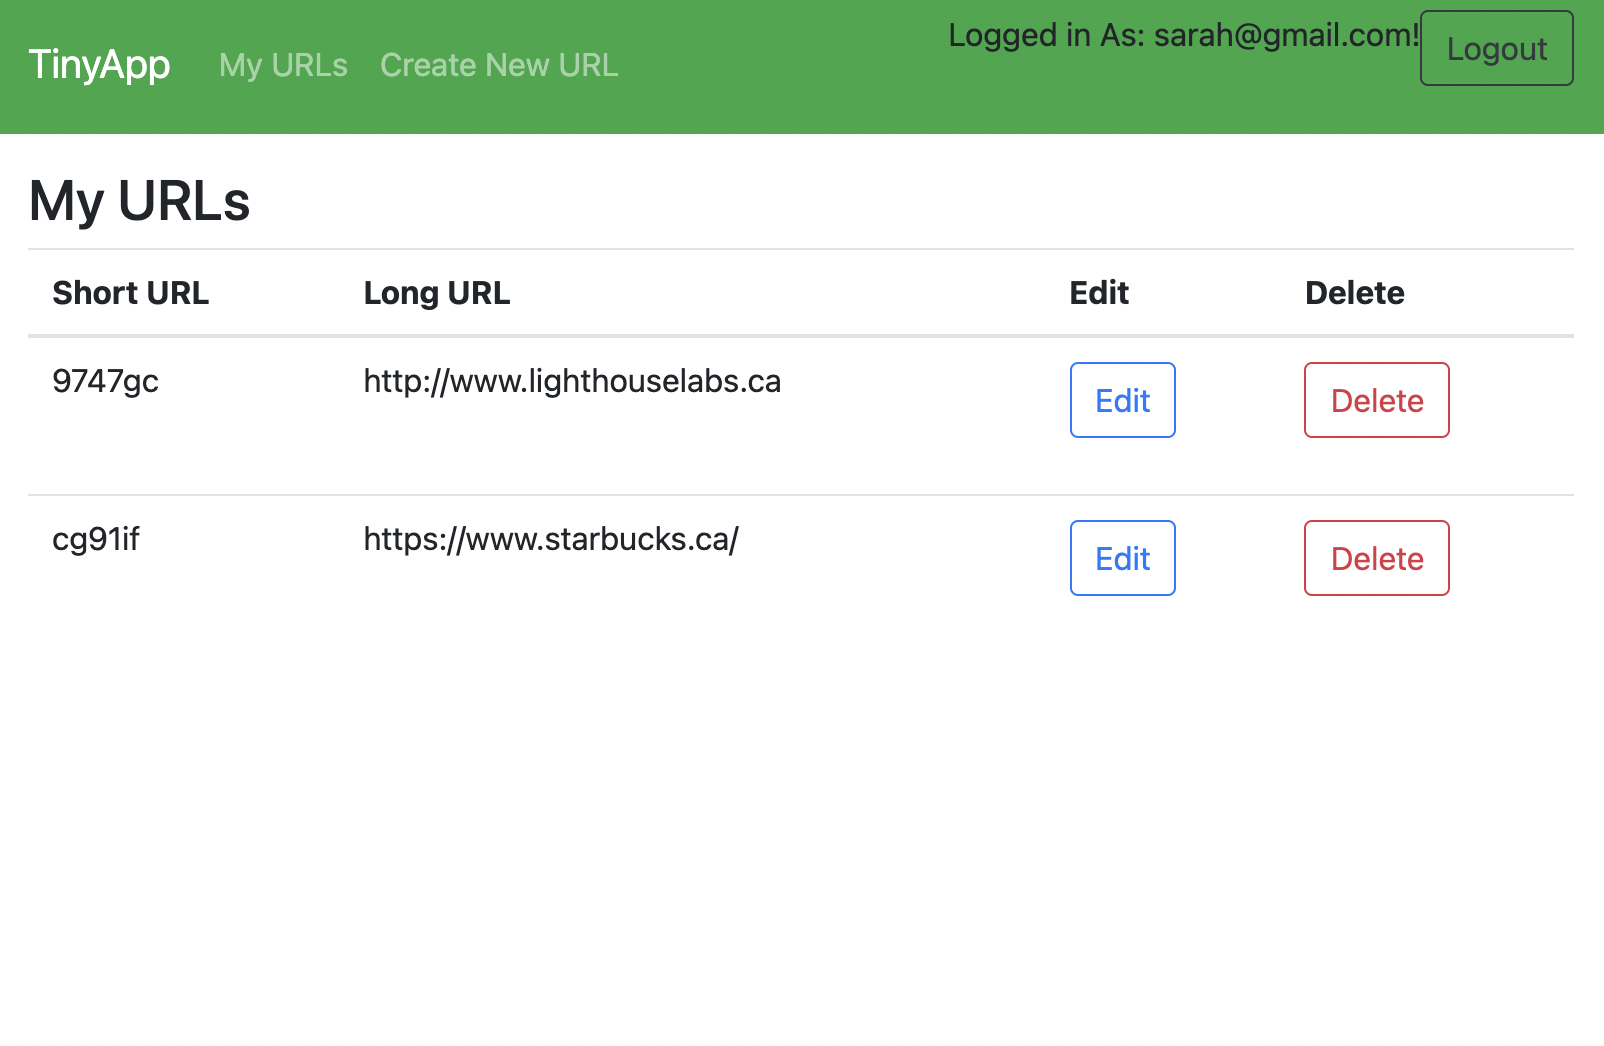 TinyApp My URLs Create New URL Logged in As: sarah@gmail.com! Logout
My URLs
Short URL Long URL Edit Delete
9747gc http://www.lighthouselabs.ca Edit Delete
cg91if https://www.starbucks.ca/ Edit Delete